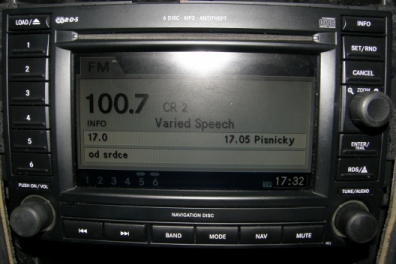 LOAD/
R·D·S
6 DISC MP3 ANTITHEFT
INFO
1
SET/RND
2
CANCEL
3
ZOOM
4
5
ENTER/
6
RDS/
PUSH ON/VOL
TUNE/AUDIO
FM
100.7 CR 2
INFO Varied Speech
17.0 17.05 Pisnicky
od srdce
1 2 3 4 5 6 17:32
NAVIGATION DISC
BAND MODE NAV MUTE